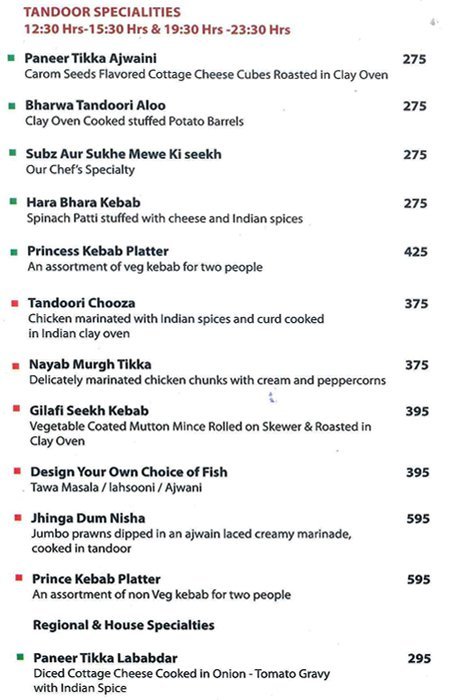 TANDOOR SPECIALITIES
12:30 Hrs-15:30 Hrs & 19:30 Hrs -23:30 Hrs
Paneer Tikka Ajwaini 275
Carom Seeds Flavored Cottage Cheese Cubes Roasted in Clay Oven
Bharwa Tandoori Aloo 275
Clay Oven Cooked stuffed Potato Barrels
Subz Aur Sukhe Mewe Ki seekh 275
Our Chef's Specialty
Hara Bhara Kebab 275
Spinach Patti stuffed with cheese and Indian spices
Princess Kebab Platter 425
An assortment of veg kebab for two people
Tandoori Chooza 375
Chicken marinated with Indian spices and curd cooked
in Indian clay oven
Nayab Murgh Tikka 375
Delicately marinated chicken chunks with cream and peppercorns
Gilafi Seekh Kebab 395
Vegetable Coated Mutton Mince Rolled on Skewer & Roasted in
Clay Oven
Design Your Own Choice of Fish 395
Tawa Masala / lahsooni / Ajwani
Jhinga Dum Nisha 595
Jumbo prawns dipped in an ajwain laced creamy marinade,
cooked in tandoor
Prince Kebab Platter 595
An assortment of non Veg kebab for two people
Regional & House Specialties
Paneer Tikka Lababdar 295
Diced Cottage Cheese Cooked in Onion - Tomato Gravy
with Indian Spice